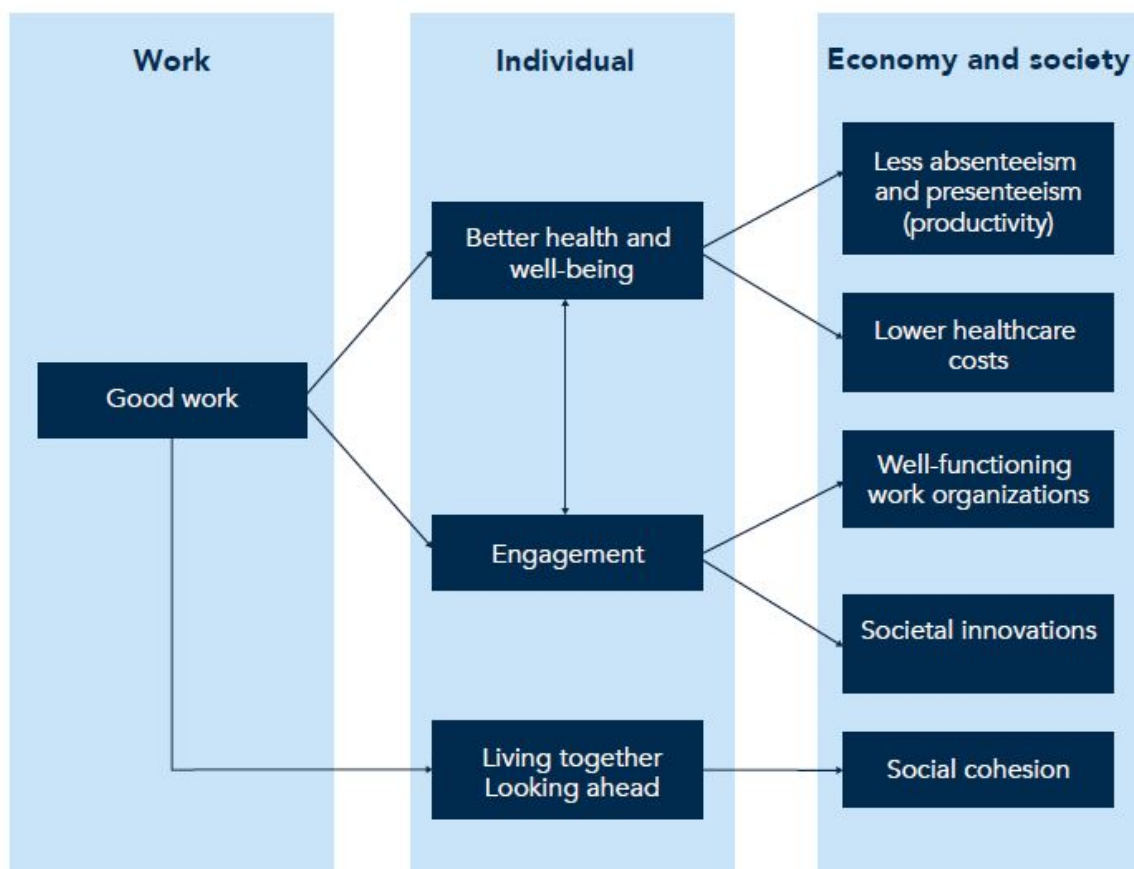 Work
Individual
Economy and society
Less absenteeism
and presenteeism
(productivity)
Better health and
well-being
Lower healthcare
costs
Good work
Well-functioning
work organizations
Engagement
Societal innovations
Living together
Looking ahead
Social cohesion